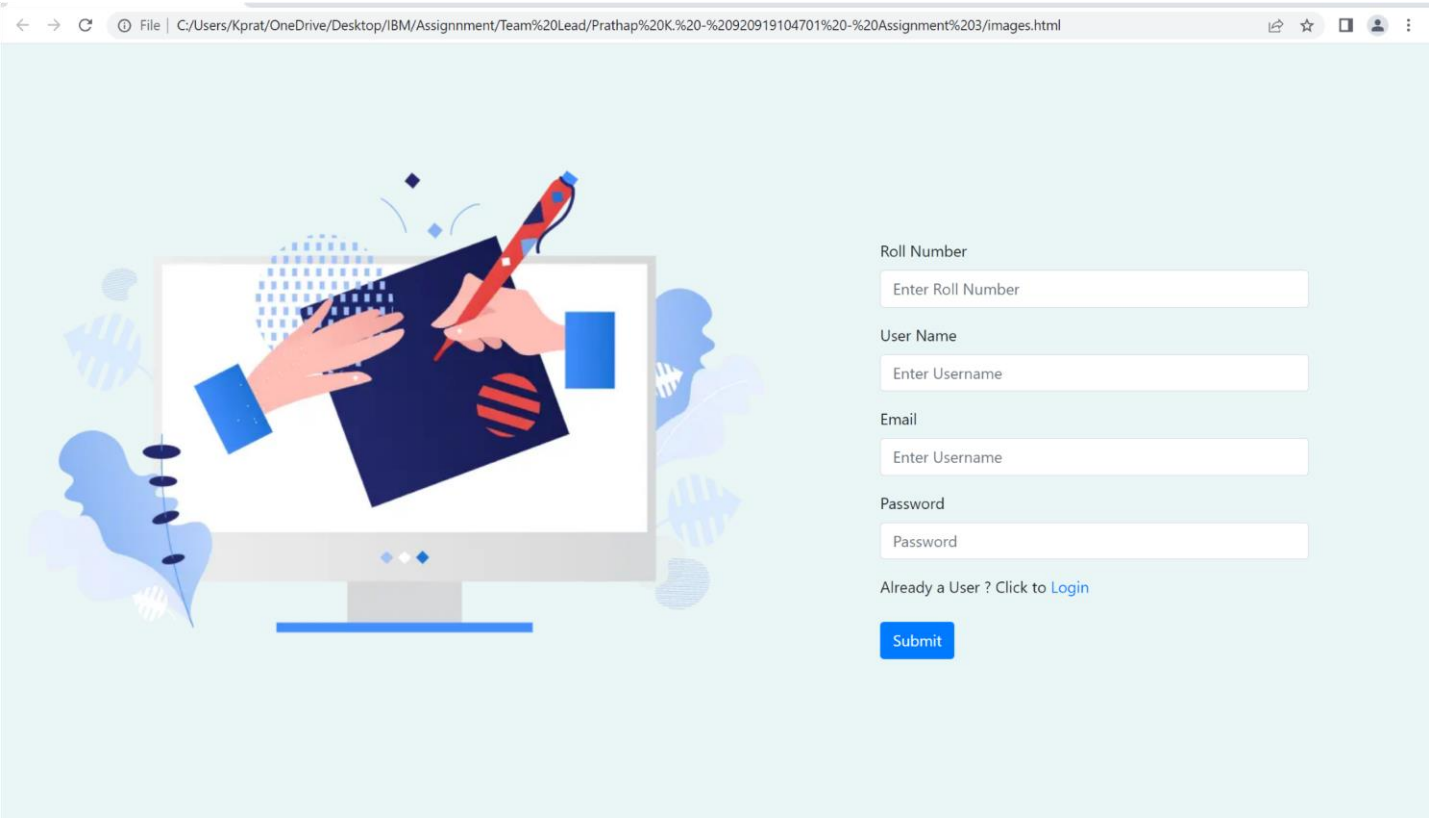 File | C:/Users/Kprat/OneDrive/Desktop/IBM/Assignnment/Team%20Lead/Prathap%20K.%20-%20920919104701%20-%20Assignment%203/images.html
Roll Number
Enter Roll Number
User Name
Enter Username
Email
Enter Username
Password
Password
Already a User ? Click to Login
Submit